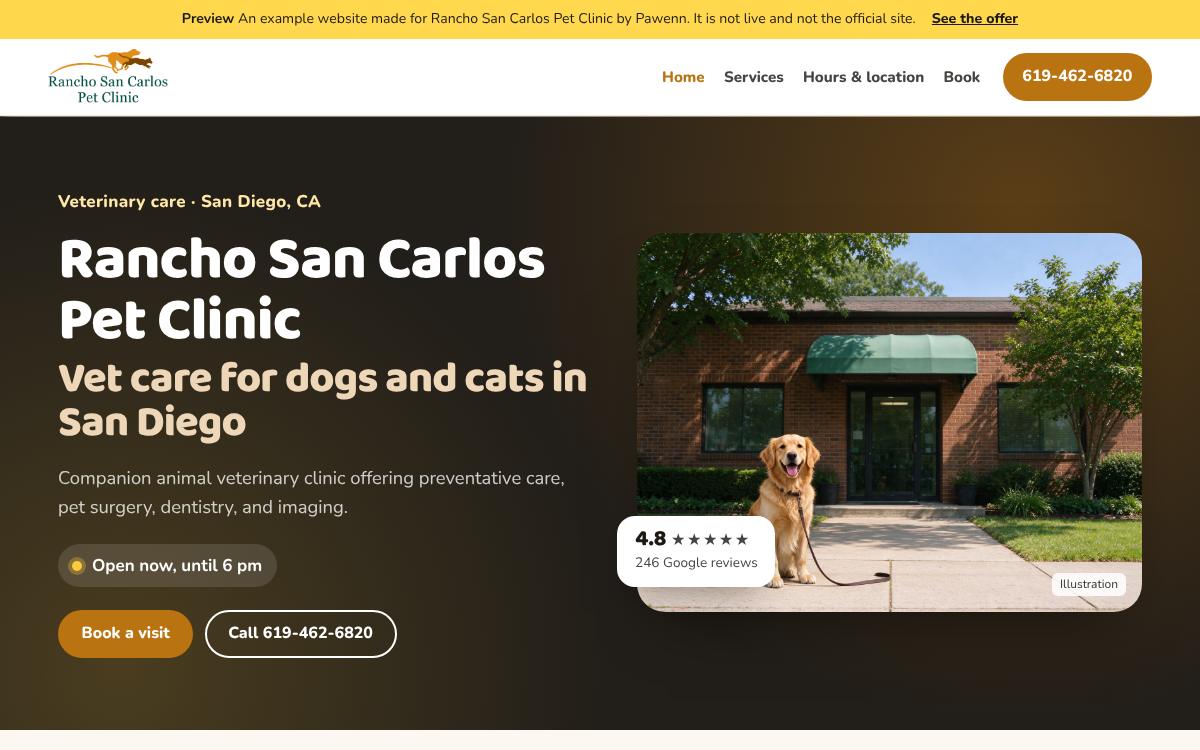 Preview An example website made for Rancho San Carlos Pet Clinic by Pawenn. It is not live and not the official site. See the offer
Rancho San Carlos
Pet Clinic
Home Services Hours & location Book 619-462-6820
Veterinary care · San Diego, CA
Rancho San Carlos
Pet Clinic
Vet care for dogs and cats in
San Diego
Companion animal veterinary clinic offering preventative care,
pet surgery, dentistry, and imaging.
Open now, until 6 pm
Book a visit Call 619-462-6820
4.8 ★★★★★
246 Google reviews
Illustration